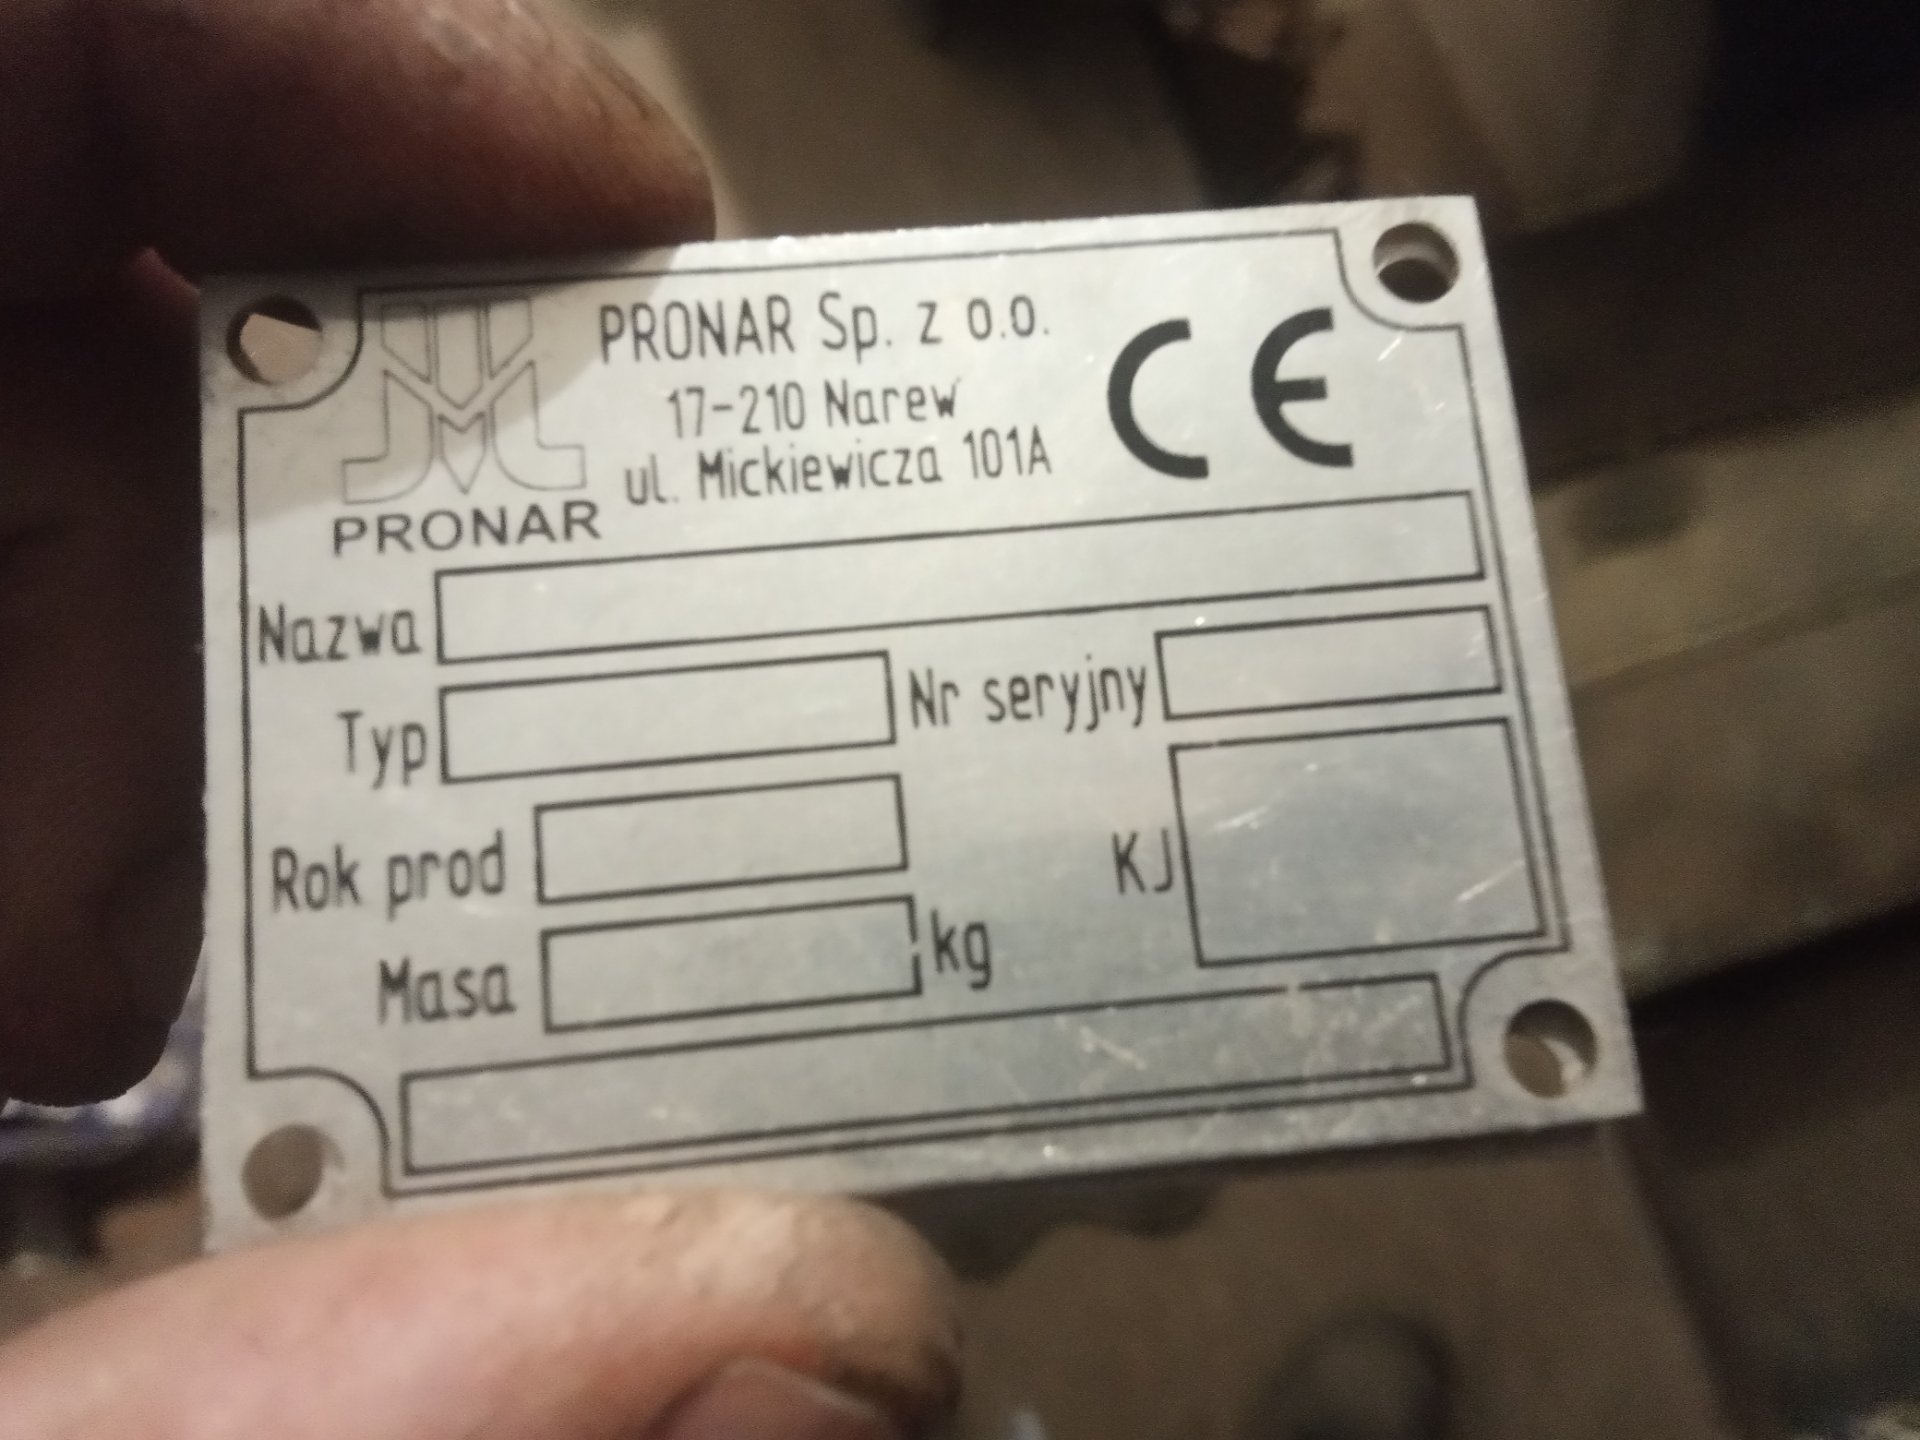 PRONAR Sp. z o.o.
17-210 Narew
ul. Mickiewicza 101A
CE
PRONAR
Nazwa
Typ
Nr seryjny
Rok prod
KJ
Masa
kg